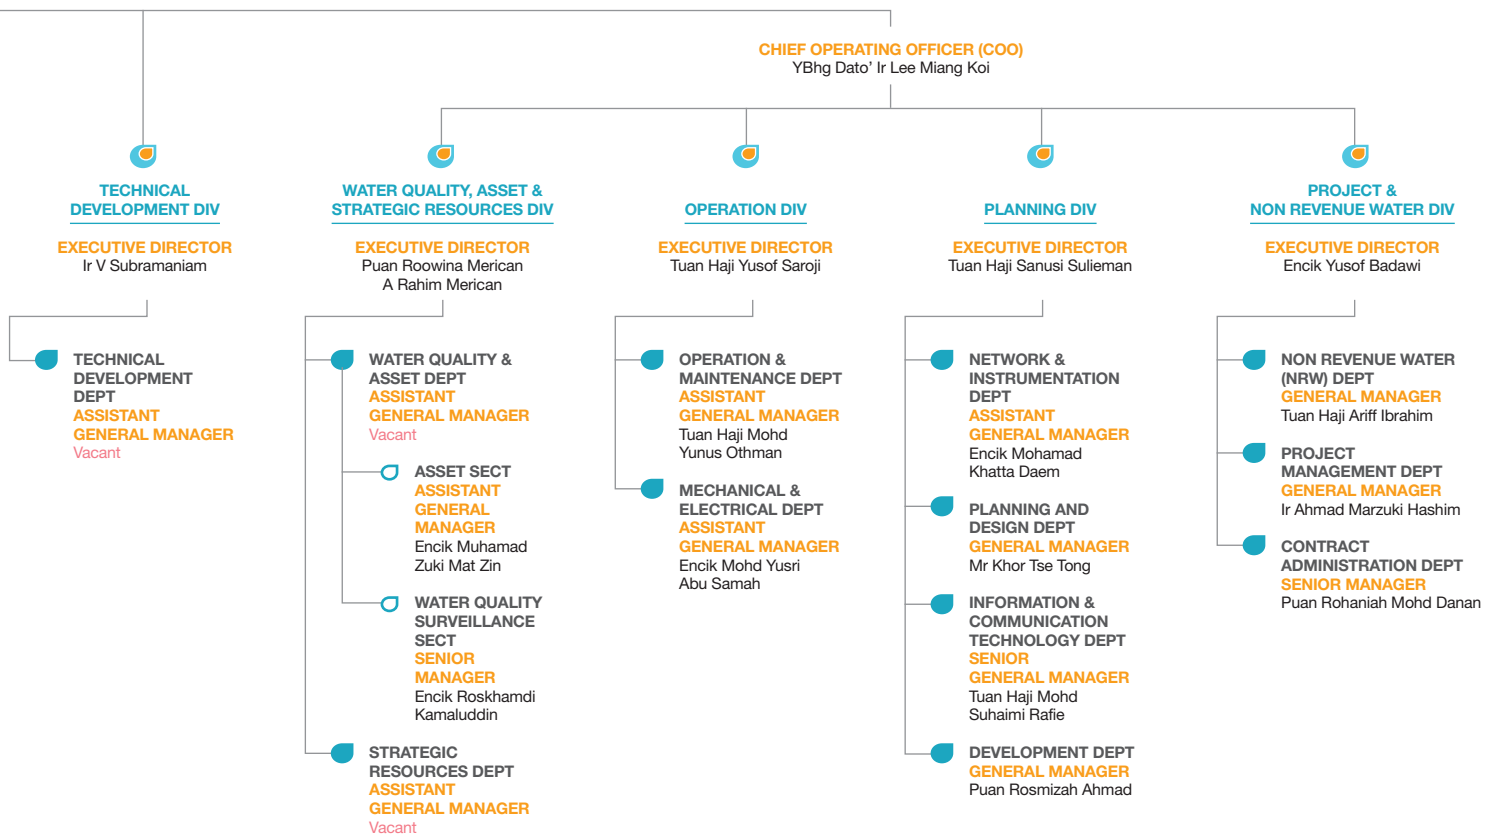 CHIEF OPERATING OFFICER (COO)
YBhg Dato’ Ir Lee Miang Koi
TECHNICAL
DEVELOPMENT DIV
EXECUTIVE DIRECTOR
Ir V Subramaniam
TECHNICAL
DEVELOPMENT
DEPT
ASSISTANT
GENERAL MANAGER
Vacant
WATER QUALITY, ASSET &
STRATEGIC RESOURCES DIV
EXECUTIVE DIRECTOR
Puan Roowina Merican
A Rahim Merican
WATER QUALITY &
ASSET DEPT
ASSISTANT
GENERAL MANAGER
Vacant
ASSET SECT
ASSISTANT
GENERAL
MANAGER
Encik Muhamad
Zuki Mat Zin
WATER QUALITY
SURVEILLANCE
SECT
SENIOR
MANAGER
Encik Roskhamdi
Kamaluddin
STRATEGIC
RESOURCES DEPT
ASSISTANT
GENERAL MANAGER
Vacant
OPERATION DIV
EXECUTIVE DIRECTOR
Tuan Haji Yusof Saroji
OPERATION &
MAINTENANCE DEPT
ASSISTANT
GENERAL MANAGER
Tuan Haji Mohd
Yunus Othman
MECHANICAL &
ELECTRICAL DEPT
ASSISTANT
GENERAL MANAGER
Encik Mohd Yusri
Abu Samah
PLANNING DIV
EXECUTIVE DIRECTOR
Tuan Haji Sanusi Sulieman
NETWORK &
INSTRUMENTATION
DEPT
ASSISTANT
GENERAL MANAGER
Encik Mohamad
Khatta Daem
PLANNING AND
DESIGN DEPT
GENERAL MANAGER
Mr Khor Tse Tong
INFORMATION &
COMMUNICATION
TECHNOLOGY DEPT
SENIOR
GENERAL MANAGER
Tuan Haji Mohd
Suhaimi Rafie
DEVELOPMENT DEPT
GENERAL MANAGER
Puan Rosmizah Ahmad
PROJECT &
NON REVENUE WATER DIV
EXECUTIVE DIRECTOR
Encik Yusof Badawi
NON REVENUE WATER
(NRW) DEPT
GENERAL MANAGER
Tuan Haji Ariff Ibrahim
PROJECT
MANAGEMENT DEPT
GENERAL MANAGER
Ir Ahmad Marzuki Hashim
CONTRACT
ADMINISTRATION DEPT
SENIOR MANAGER
Puan Rohaniah Mohd Danan